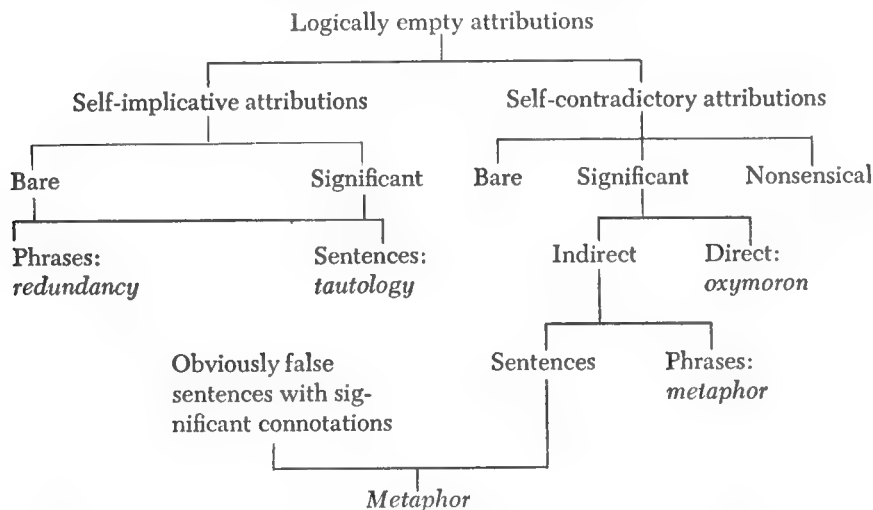 Logically empty attributions
Self-implicative attributions
Self-contradictory attributions
Bare
Significant
Bare
Significant
Nonsensical
Phrases:
redundancy
Sentences:
tautology
Indirect
Direct:
oxymoron
Obviously false
sentences with sig-
nificant connotations
Sentences
Phrases:
metaphor
Metaphor